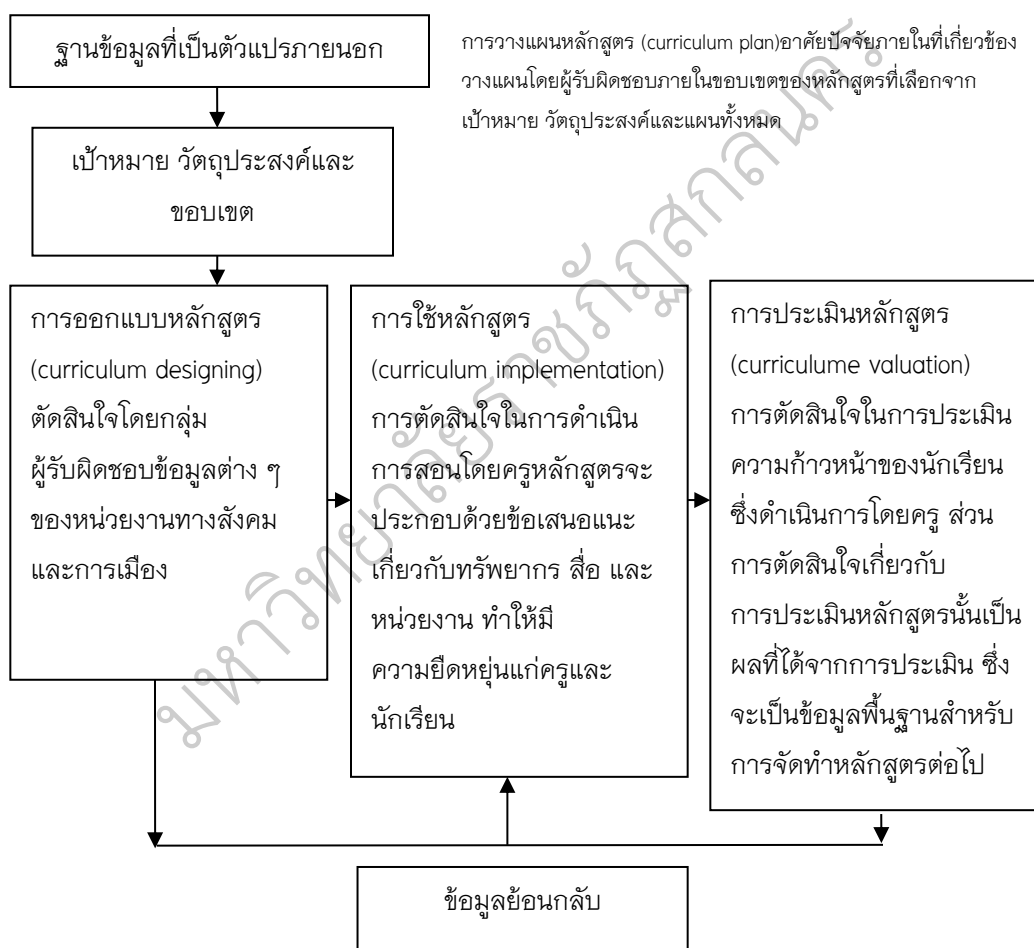 ฐานข้อมูลที่เป็นตัวแปรภายนอก
การวางแผนหลักสูตร (curriculum plan)อาศัยปัจจัยภายในที่เกี่ยวข้อง
วางแผนโดยผู้รับผิดชอบภายในขอบเขตของหลักสูตรที่เลือกจาก
เป้าหมาย วัตถุประสงค์และแผนทั้งหมด
เป้าหมาย วัตถุประสงค์และ
ขอบเขต
การออกแบบหลักสูตร
(curriculum designing)
ตัดสินใจโดยกลุ่ม
ผู้รับผิดชอบข้อมูลต่าง ๆ
ของหน่วยงานทางสังคม
และการเมือง
การใช้หลักสูตร
(curriculum implementation)
การตัดสินใจในการดำเนิน
การสอนโดยครูหลักสูตรจะ
ประกอบด้วยข้อเสนอแนะ
เกี่ยวกับทรัพยากร สื่อ และ
หน่วยงาน ทำให้มี
ความยืดหยุ่นแก่ครูและ
นักเรียน
การประเมินหลักสูตร
(curriculume valuation)
การตัดสินใจในการประเมิน
ความก้าวหน้าของนักเรียน
ซึ่งดำเนินการโดยครู ส่วน
การตัดสินใจเกี่ยวกับ
การประเมินหลักสูตรนั้นเป็น
ผลที่ได้จากการประเมิน ซึ่ง
จะเป็นข้อมูลพื้นฐานสำหรับ
การจัดทำหลักสูตรต่อไป
ข้อมูลย้อนกลับ
มหาวิทยาลัยราชภัฏสกลนคร